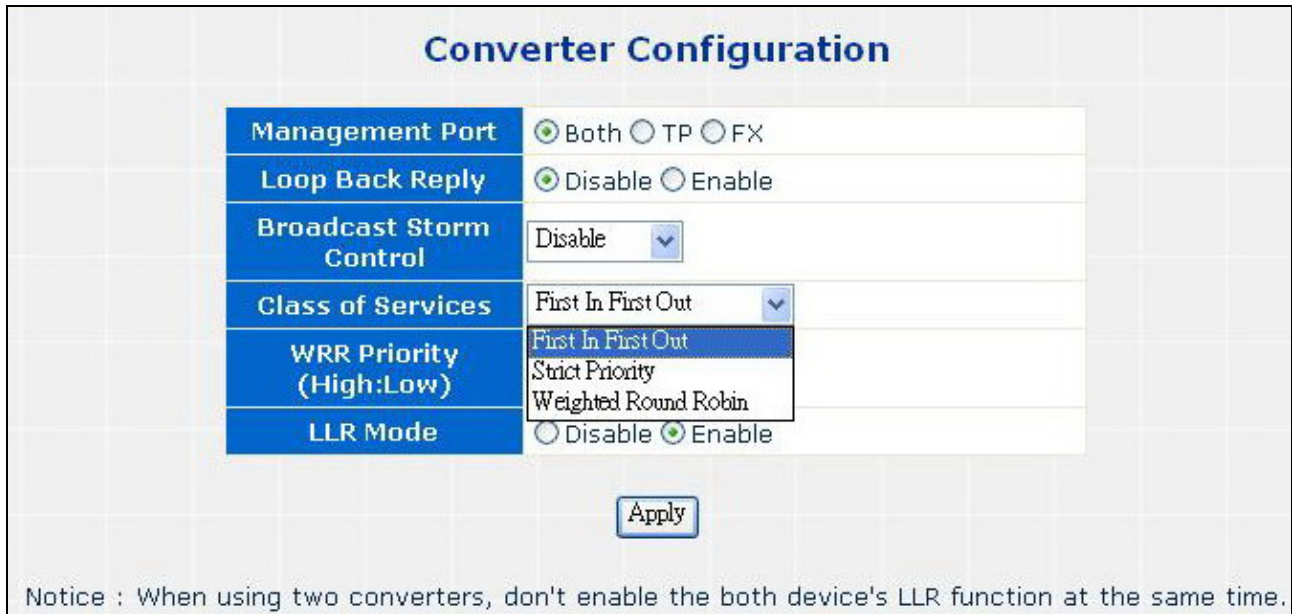 Converter Configuration
Management Port Both TP FX
Loop Back Reply Disable Enable
Broadcast Storm
Control
Disable
Class of Services First In First Out
First In First Out
Strict Priority
Weighted Round Robin
WRR Priority
(High:Low)
LLR Mode Disable Enable
Apply
Notice : When using two converters, don't enable the both device's LLR function at the same time.